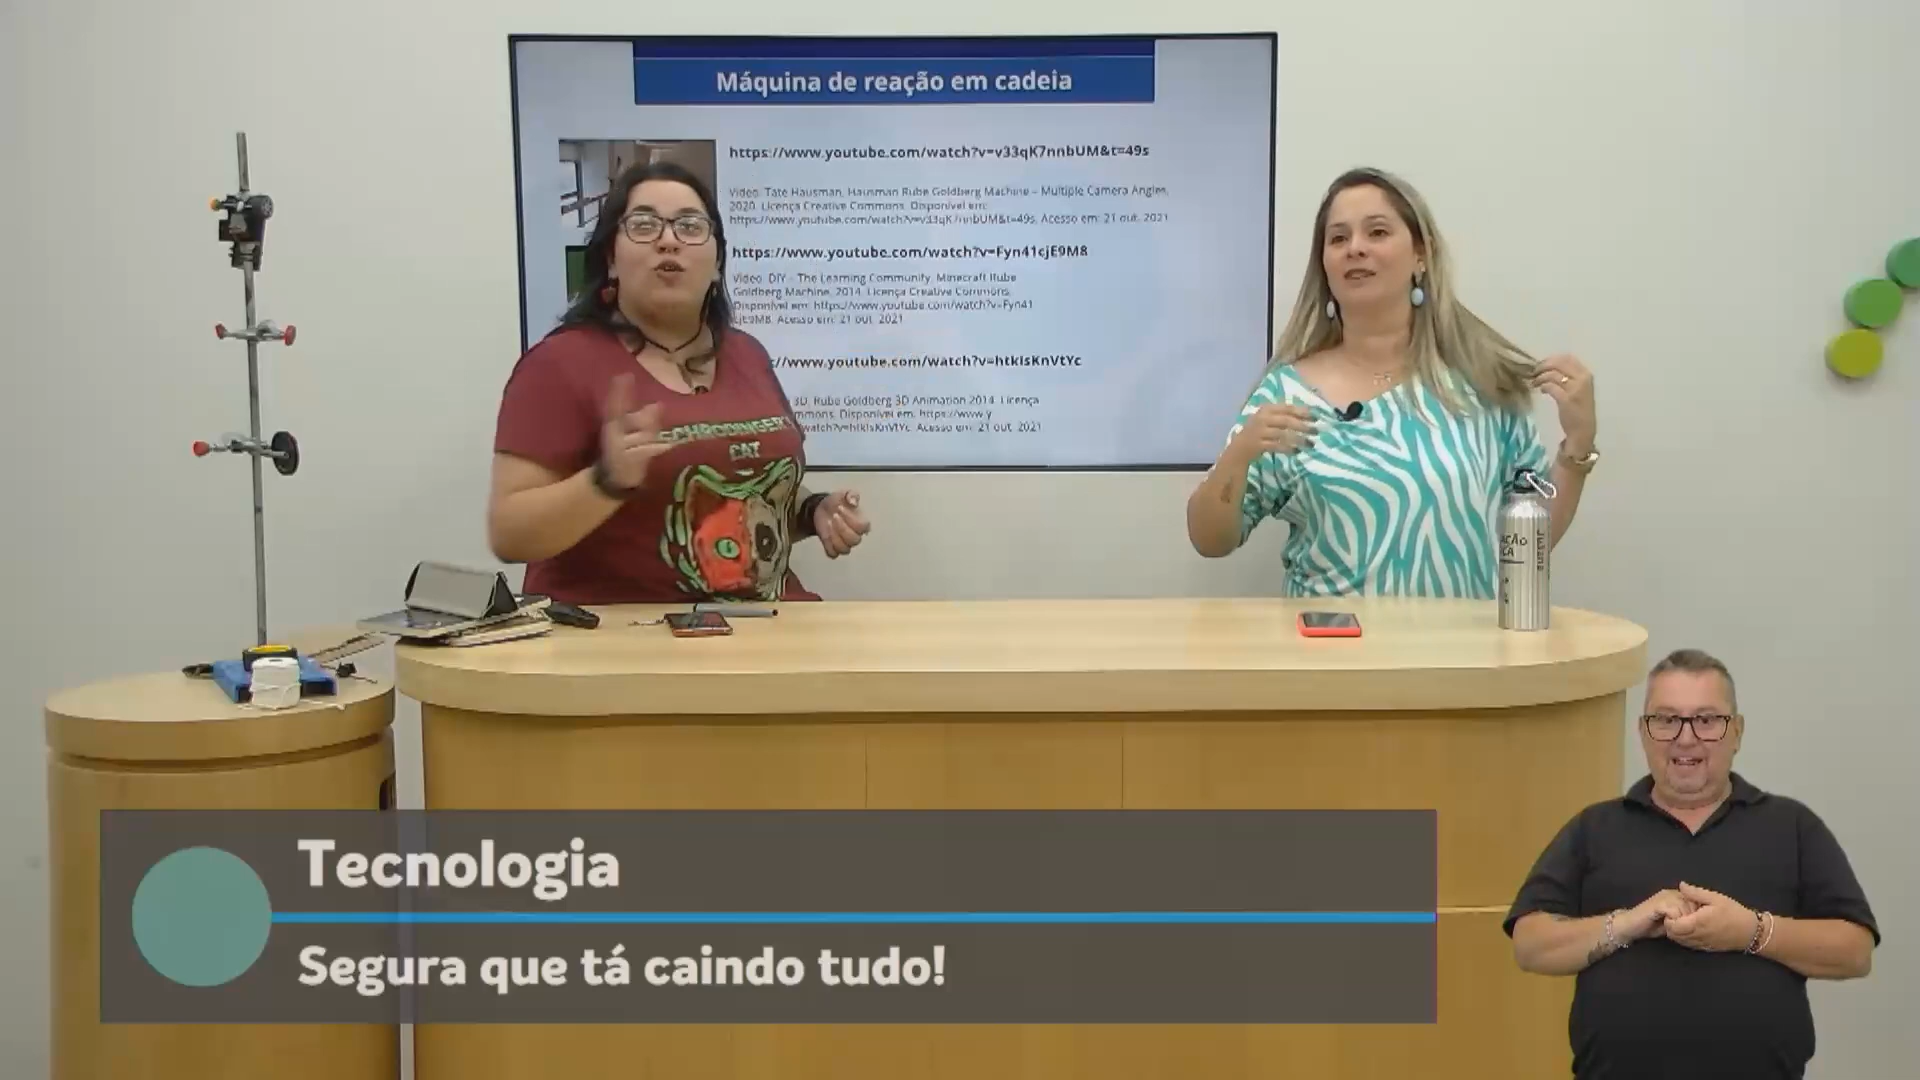 Máquina de reação em cadeia
https://www.youtube.com/watch?v=v33qK7nnbUM&t=49s
Vídeo. Tate Hausman. Hausman Rube Goldberg Machine – Multiple Camera Angles,
2020. Licença Creative Commons. Disponível em:
https://www.youtube.com/watch?v=v33qK7nnbUM&t=49s. Acesso em: 21 out. 2021
https://www.youtube.com/watch?v=Fyn41cjE9M8
Vídeo. DIY - The Learning Community. Minecraft Rube
Goldberg Machine, 2014. Licença Creative Commons.
Disponível em: https://www.youtube.com/watch?v=Fyn41
cjE9M8. Acesso em: 21 out. 2021
://www.youtube.com/watch?v=htkIsKnVtYc
3D. Rube Goldberg 3D Animation 2014. Licença
mmons. Disponível em: https://www.y
watch?v=htkIsKnVtYc. Acesso em: 21 out. 2021
SCHRÖDINGER'S
CAT
AÇÃO
CA
Juliana
Tecnologia
Segura que tá caindo tudo!